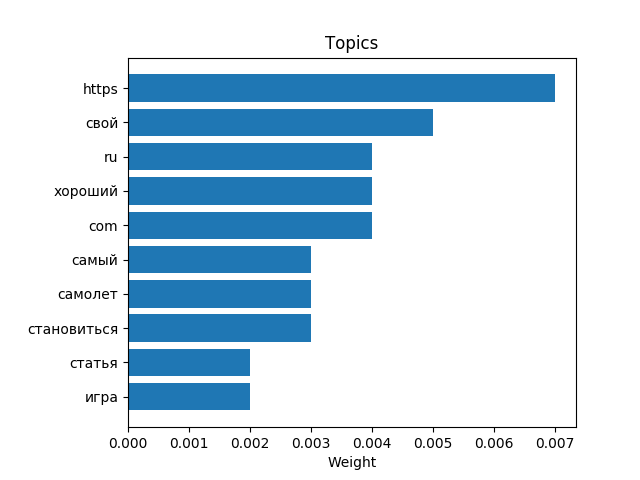 Topics
https
свой
ru
хороший
com
самый
самолет
становиться
статья
игра
0.000 0.001 0.002 0.003 0.004 0.005 0.006 0.007
Weight